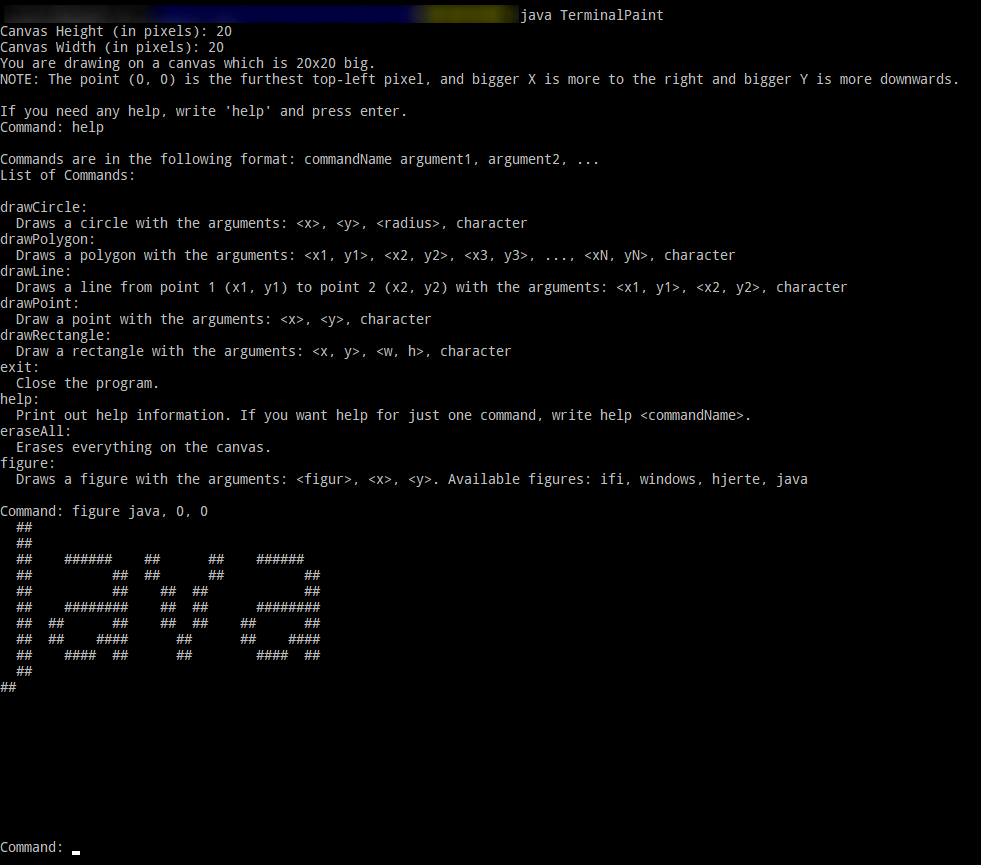 java TerminalPaint
Canvas Height (in pixels): 20
Canvas Width (in pixels): 20
You are drawing on a canvas which is 20x20 big.
NOTE: The point (0, 0) is the furthest top-left pixel, and bigger X is more to the right and bigger Y is more downwards.
If you need any help, write 'help' and press enter.
Command: help
Commands are in the following format: commandName argument1, argument2, ...
List of Commands:
drawCircle:
  Draws a circle with the arguments: <x>, <y>, <radius>, character
drawPolygon:
  Draws a polygon with the arguments: <x1, y1>, <x2, y2>, <x3, y3>, ..., <xN, yN>, character
drawLine:
  Draws a line from point 1 (x1, y1) to point 2 (x2, y2) with the arguments: <x1, y1>, <x2, y2>, character
drawPoint:
  Draw a point with the arguments: <x>, <y>, character
drawRectangle:
  Draw a rectangle with the arguments: <x, y>, <w, h>, character
exit:
  Close the program.
help:
  Print out help information. If you want help for just one command, write help <commandName>.
eraseAll:
  Erases everything on the canvas.
figure:
  Draws a figure with the arguments: <figur>, <x>, <y>. Available figures: ifi, windows, hjerte, java
Command: figure java, 0, 0
  ##
  ##
  ##    ######    ##      ##    ######
  ##          ##  ##      ##          ##
  ##          ##    ##  ##            ##
  ##    ########    ##  ##      ########
  ##  ##      ##    ##  ##    ##      ##
  ##  ##    ####      ##      ##    ####
  ##    ####  ##      ##        ####  ##
  ##
##
Command: